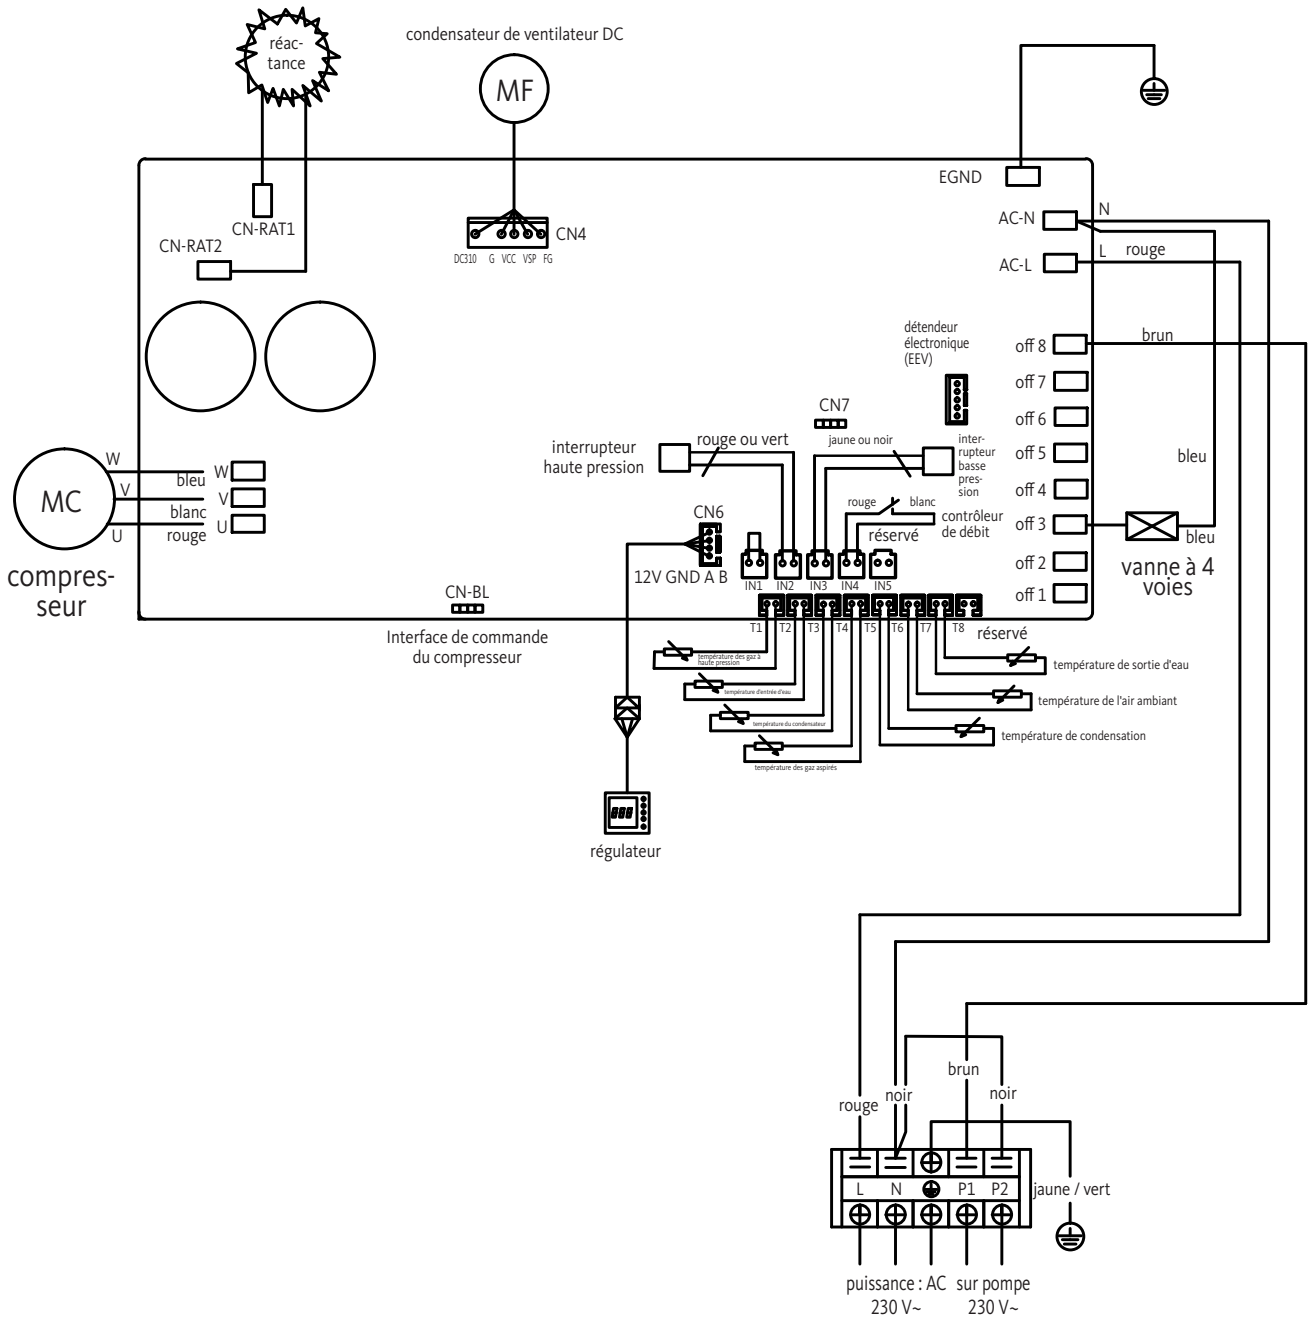 réac-
tance
condensateur de ventilateur DC
MF
EGND
AC-N
N
CN-RAT1
CN-RAT2
CN4
DC310 G VCC VSP FG
AC-L
L rouge
détendeur
électronique
(EEV)
off 8
brun
off 7
off 6
off 5
off 4
off 3
off 2
off 1
CN7
interrupteur
haute pression
rouge ou vert
jaune ou noir
inter-
rupteur
basse
pres-
sion
bleu
W
V
U
MC
bleu
blanc
rouge
W
V
U
compres-
seur
rouge blanc
contrôleur
de débit
réservé
CN6
12V GND A B
IN1 IN2 IN3 IN4 IN5
bleu
vanne à 4
voies
CN-BL
Interface de commande
du compresseur
T1 T2 T3 T4 T5 T6 T7 T8
réservé
température des gaz à
haute pression
température d'entrée d'eau
température du condensateur
température des gaz aspirés
température de sortie d'eau
température de l'air ambiant
température de condensation
régulateur
rouge
noir
brun
noir
L N P1 P2
jaune / vert
puissance : AC
230 V~
sur pompe
230 V~